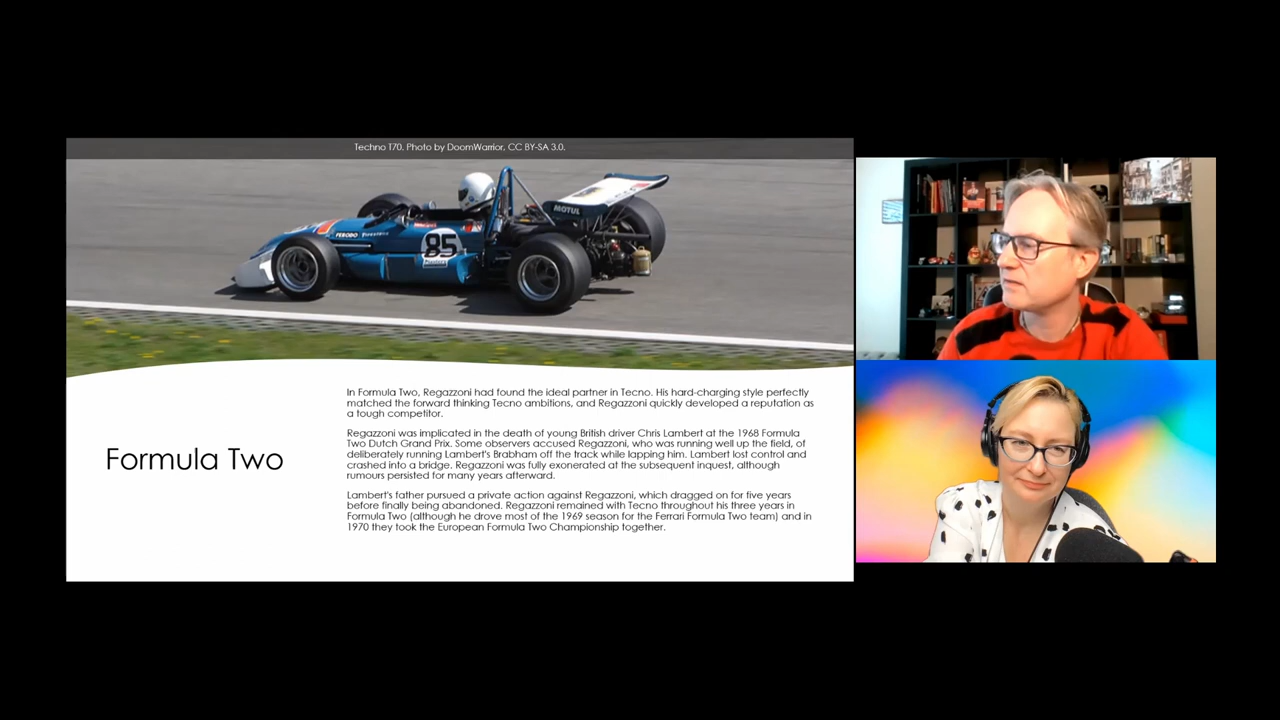 Techno T70. Photo by DoomWarrior, CC BY-SA 3.0.
MOTUL
FERODO Firestone
85
Formula Two
In Formula Two, Regazzoni had found the ideal partner in Tecno. His hard-charging style perfectly
matched the forward thinking Tecno ambitions, and Regazzoni quickly developed a reputation as
a tough competitor.
Regazzoni was implicated in the death of young British driver Chris Lambert at the 1968 Formula
Two Dutch Grand Prix. Some observers accused Regazzoni, who was running well up the field, of
deliberately running Lambert's Brabham off the track while lapping him. Lambert lost control and
crashed into a bridge. Regazzoni was fully exonerated at the subsequent inquest, although
rumours persisted for many years afterward.
Lambert's father pursued a private action against Regazzoni, which dragged on for five years
before finally being abandoned. Regazzoni remained with Tecno throughout his three years in
Formula Two (although he drove most of the 1969 season for the Ferrari Formula Two team) and in
1970 they took the European Formula Two Championship together.